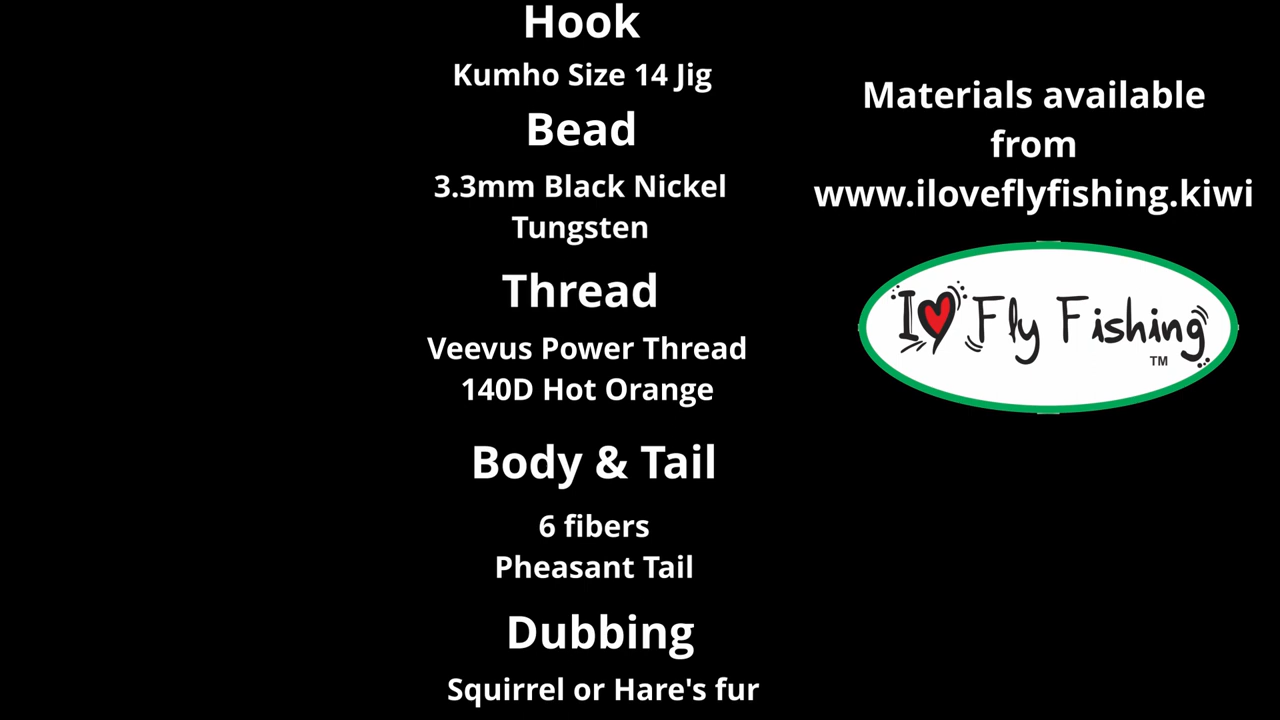 Hook
Kumho Size 14 Jig
Bead
3.3mm Black Nickel
Tungsten
Thread
Veevus Power Thread
140D Hot Orange
Body & Tail
6 fibers
Pheasant Tail
Dubbing
Squirrel or Hare's fur
Materials available
from
www.iloveflyfishing.kiwi
I ♥ Fly Fishing
TM